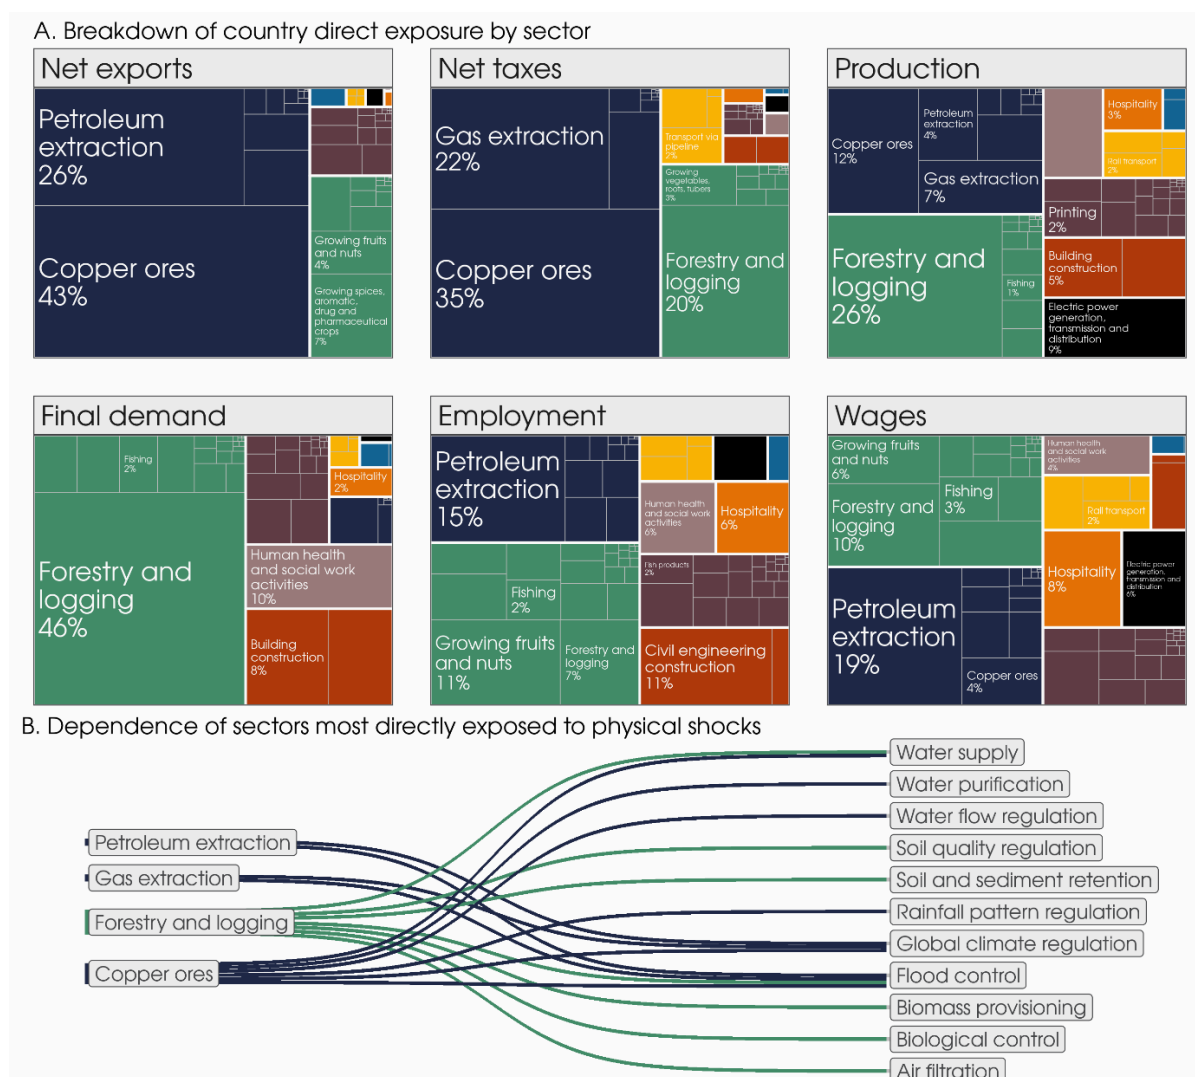 A. Breakdown of country direct exposure by sector
Net exports
Petroleum
extraction
26%
Copper ores
43%
Growing fruits
and nuts
4%
Growing spices,
aromatic,
drug and
pharmaceutical
crops
7%
Net taxes
Gas extraction
22%
Copper ores
35%
Transport via
pipeline
2%
Growing
vegetables,
roots, tubers
3%
Forestry and
logging
20%
Production
Copper ores
12%
Petroleum
extraction
4%
Gas extraction
7%
Forestry and
logging
26%
Fishing
1%
Hospitality
3%
Rail transport
2%
Printing
2%
Building
construction
5%
Electric power
generation,
transmission and
distribution
9%
Final demand
Fishing
2%
Forestry and
logging
46%
Hospitality
2%
Human health
and social work
activities
10%
Building
construction
8%
Employment
Petroleum
extraction
15%
Fishing
2%
Growing fruits
and nuts
11%
Forestry and
logging
7%
Human health
and social work
activities
6%
Hospitality
6%
Fish products
2%
Civil engineering
construction
11%
Wages
Growing fruits
and nuts
6%
Forestry and
logging
10%
Fishing
3%
Petroleum
extraction
19%
Copper ores
4%
Human health
and social work
activities
4%
Rail transport
2%
Hospitality
8%
Electric power
generation,
transmission and
distribution
6%
B. Dependence of sectors most directly exposed to physical shocks
Petroleum extraction
Gas extraction
Forestry and logging
Copper ores
Water supply
Water purification
Water flow regulation
Soil quality regulation
Soil and sediment retention
Rainfall pattern regulation
Global climate regulation
Flood control
Biomass provisioning
Biological control
Air filtration